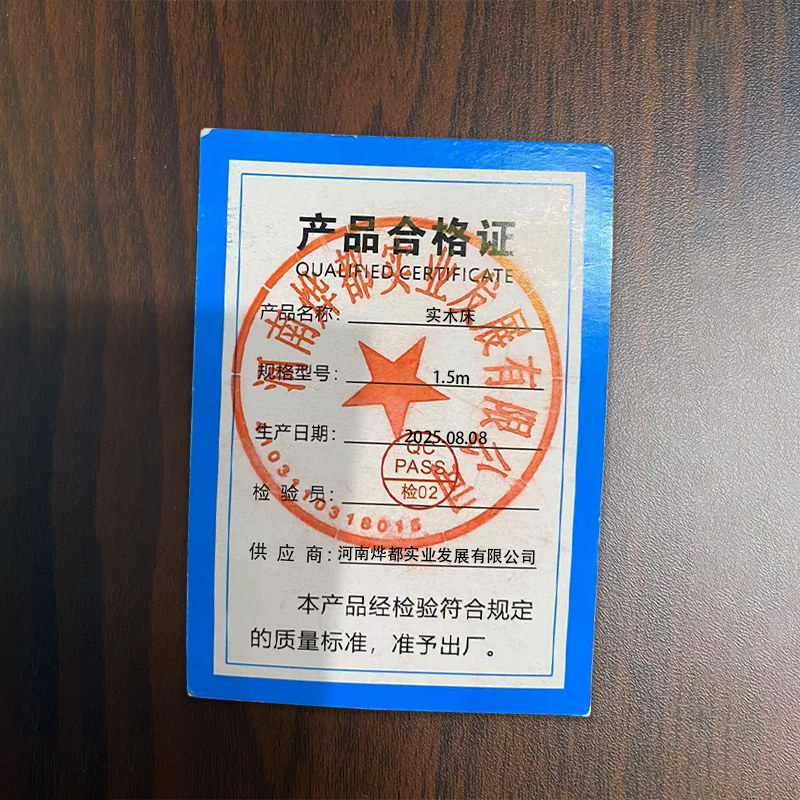 产品合格证
QUALIFIED CERTIFICATE
河南烨都实业发展有限公司
产品名称： 实木床
规格型号： 1.5m
生产日期： 2025.08.08
QC
PASS
检02
检验员：
4103110318015
供应商：河南烨都实业发展有限公司
本产品经检验符合规定
的质量标准，准予出厂。